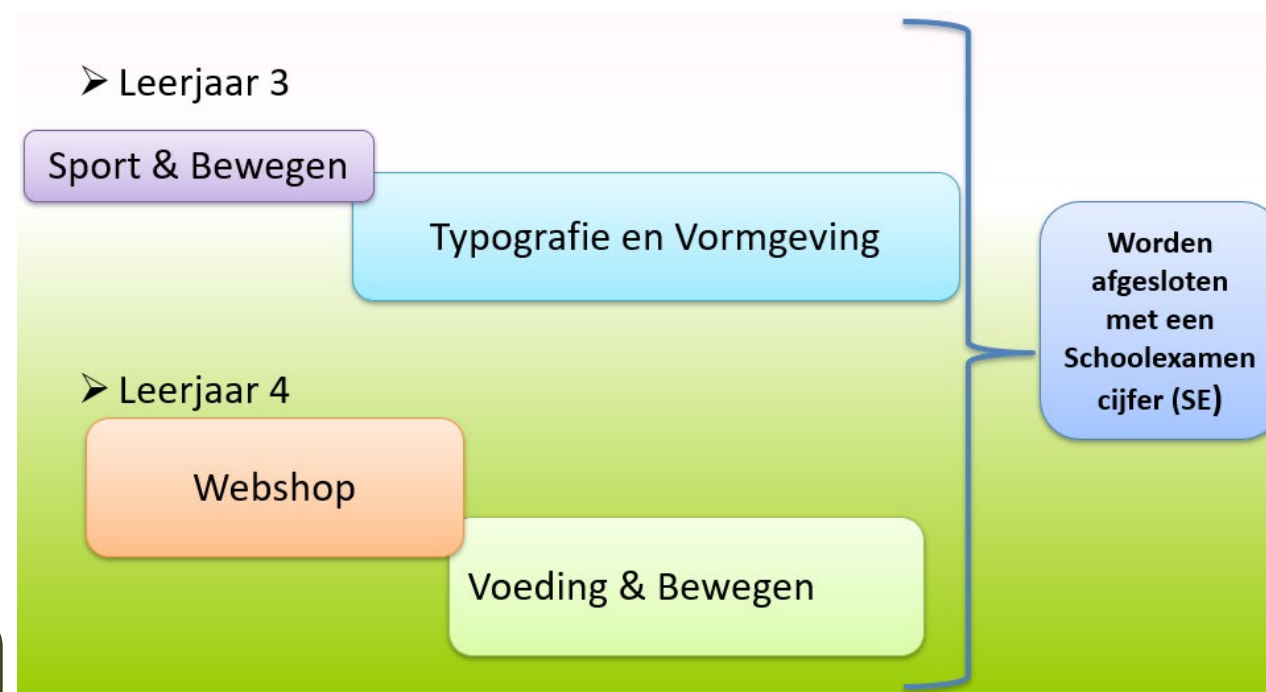 ➢ Leerjaar 3
Sport & Bewegen
Typografie en Vormgeving
➢ Leerjaar 4
Webshop
Voeding & Bewegen
Worden
afgesloten
met een
Schoolexamen
cijfer (SE)